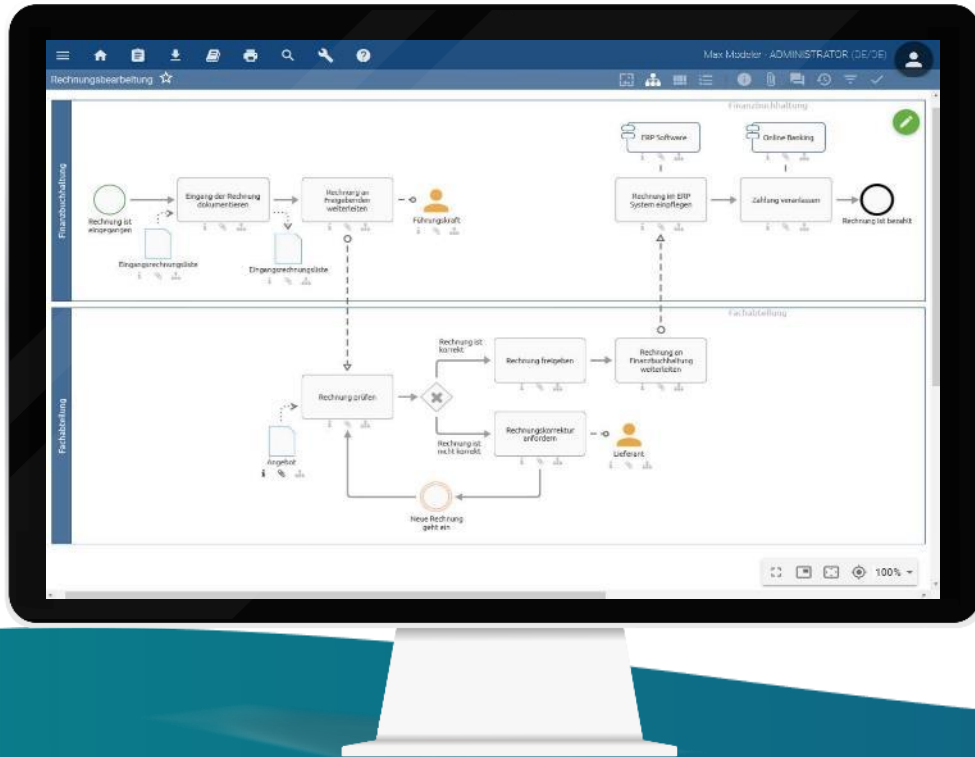 Max Modeler - ADMINISTRATOR (DE/DE)
Rechnungsbearbeitung
Finanzbuchhaltung
Finanzbuchhaltung
ERP Software
Online Banking
Rechnung ist
eingegangen
Eingang der Rechnung
dokumentieren
Rechnung an
Freigebenden
weiterleiten
Führungskraft
Rechnung im ERP
System einpflegen
Zahlung veranlassen
Rechnung ist bezahlt
Eingangsrechnungsliste
Eingangsrechnungsliste
Fachabteilung
Fachabteilung
Rechnung ist
korrekt
Rechnung freigeben
Rechnung an
Finanzbuchhaltung
weiterleiten
Rechnung prüfen
Rechnung ist
nicht korrekt
Rechnungskorrektur
anfordern
Lieferant
Angebot
Neue Rechnung
geht ein
100%